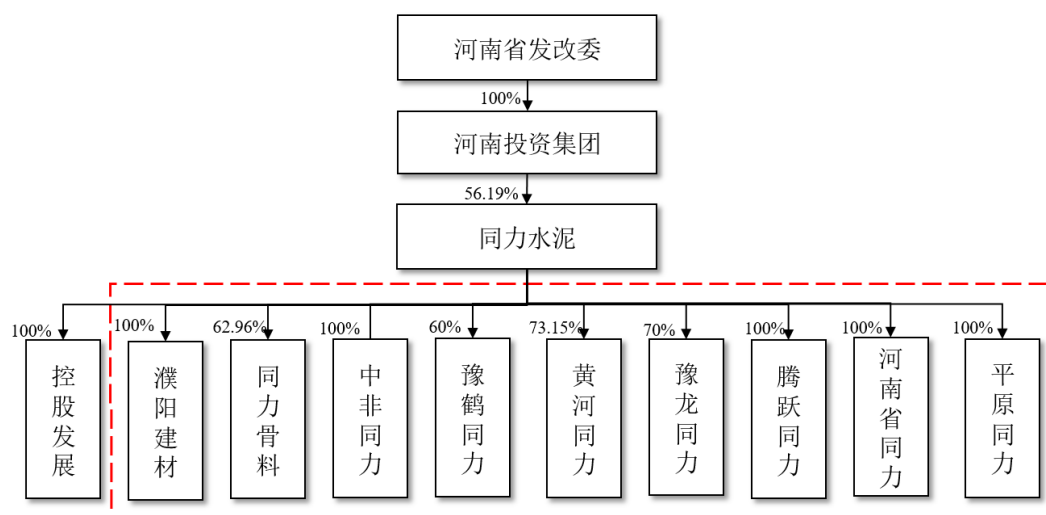 河南省发改委
100%
河南投资集团
56.19%
同力水泥
100%
100%
62.96%
100%
60%
73.15%
70%
100%
100%
100%
控股发展
濮阳建材
同力骨料
中非同力
豫鹤同力
黄河同力
豫龙同力
腾跃同力
河南省同力
平原同力